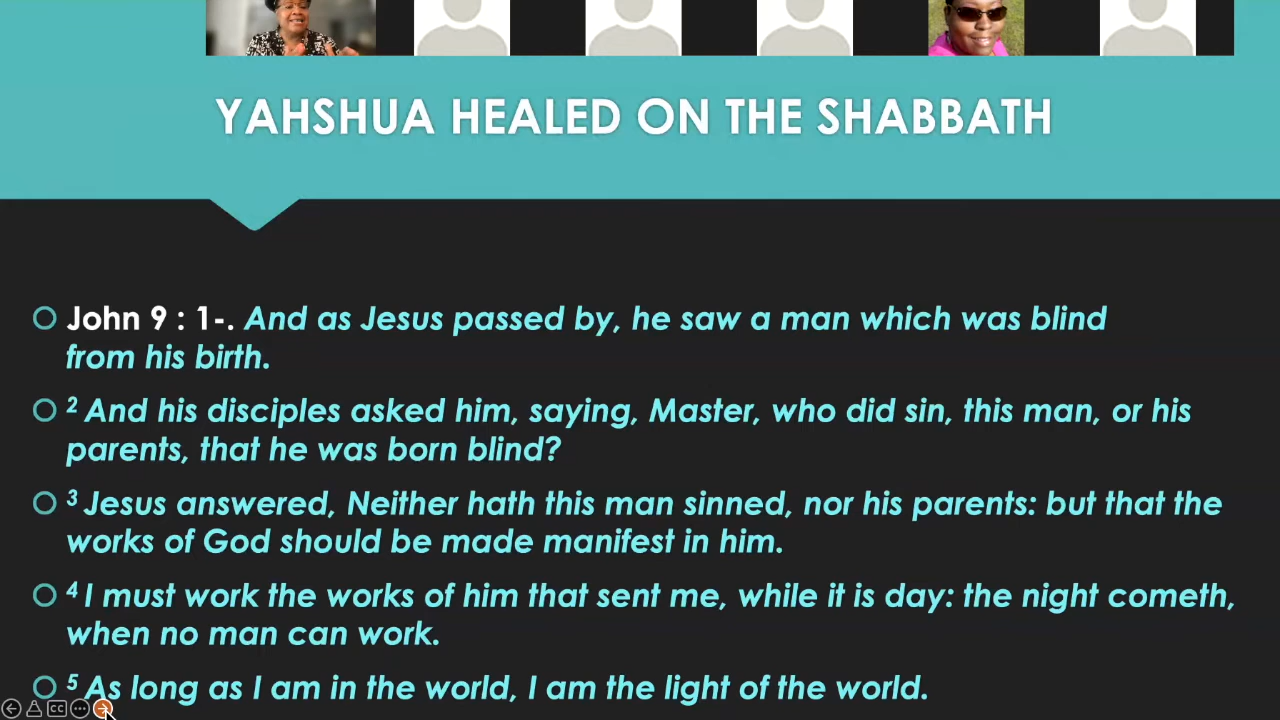 YAHSHUA HEALED ON THE SHABBATH
John 9 : 1-. And as Jesus passed by, he saw a man which was blind
from his birth.
2 And his disciples asked him, saying, Master, who did sin, this man, or his
parents, that he was born blind?
3 Jesus answered, Neither hath this man sinned, nor his parents: but that the
works of God should be made manifest in him.
4 I must work the works of him that sent me, while it is day: the night cometh,
when no man can work.
5 As long as I am in the world, I am the light of the world.
CC